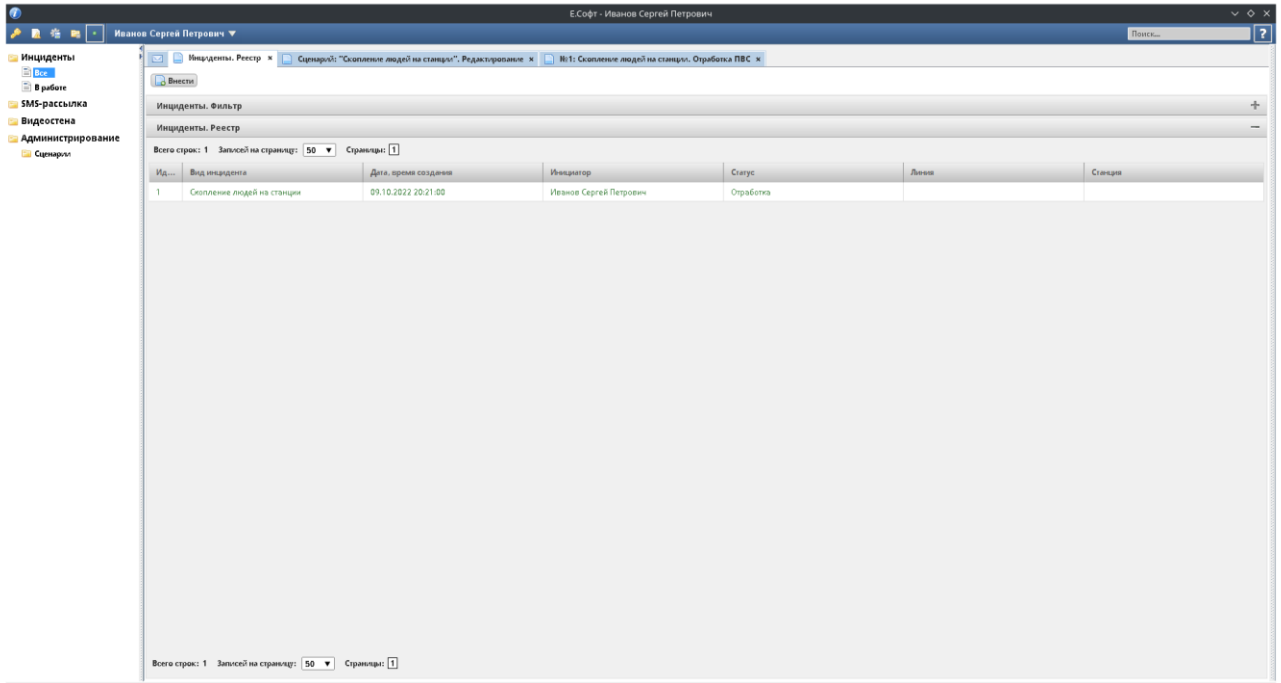 Е.Софт - Иванов Сергей Петрович
Иванов Сергей Петрович ▼
Поиск... ?
Инциденты
Все
В работе
SMS-рассылка
Видеостена
Администрирование
Сценарии
Инциденты. Реестр × Сценарий: "Скопление людей на станции", Редактирование × №1: Скопление людей на станции. Отработка ПВС ×
Внести
Инциденты. Фильтр
Инциденты. Реестр
Всего строк: 1 Записей на страницу: 50 ▼ Страницы: 1
Ид... Вид инцидента Дата, время создания Инициатор Статус Линия Станция
1 Скопление людей на станции 09.10.2022 20:21:00 Иванов Сергей Петрович Отработка
Всего строк: 1 Записей на страницу: 50 ▼ Страницы: 1